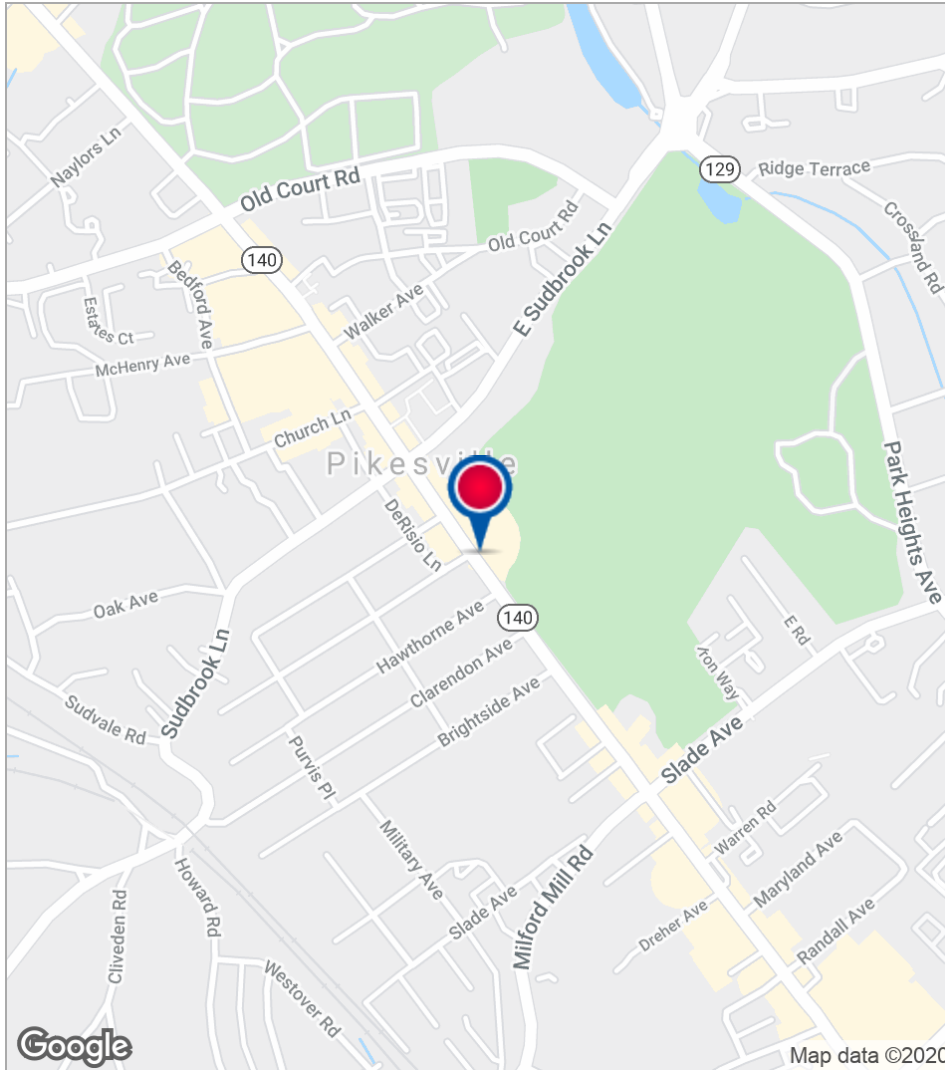 Naylors Ln
Old Court Rd
129
Ridge Terrace
Crossland Rd
140
Old Court Rd
Bedford Ave
E Sudbrook Ln
Estates Ct
Walker Ave
McHenry Ave
Church Ln
Pikesville
Park Heights Ave
DeRisio Ln
Oak Ave
Hawthorne Ave
140
E Rd
Clarendon Ave
yron Way
Sudbrook Ln
Brightside Ave
Sudvale Rd
Slade Ave
Purvis Pl
Military Ave
Warren Rd
Maryland Ave
Howard Rd
Milford Mill Rd
Slade Ave
Cliveden Rd
Dreher Ave
Randall Ave
Westover Rd
Google
Map data ©2020